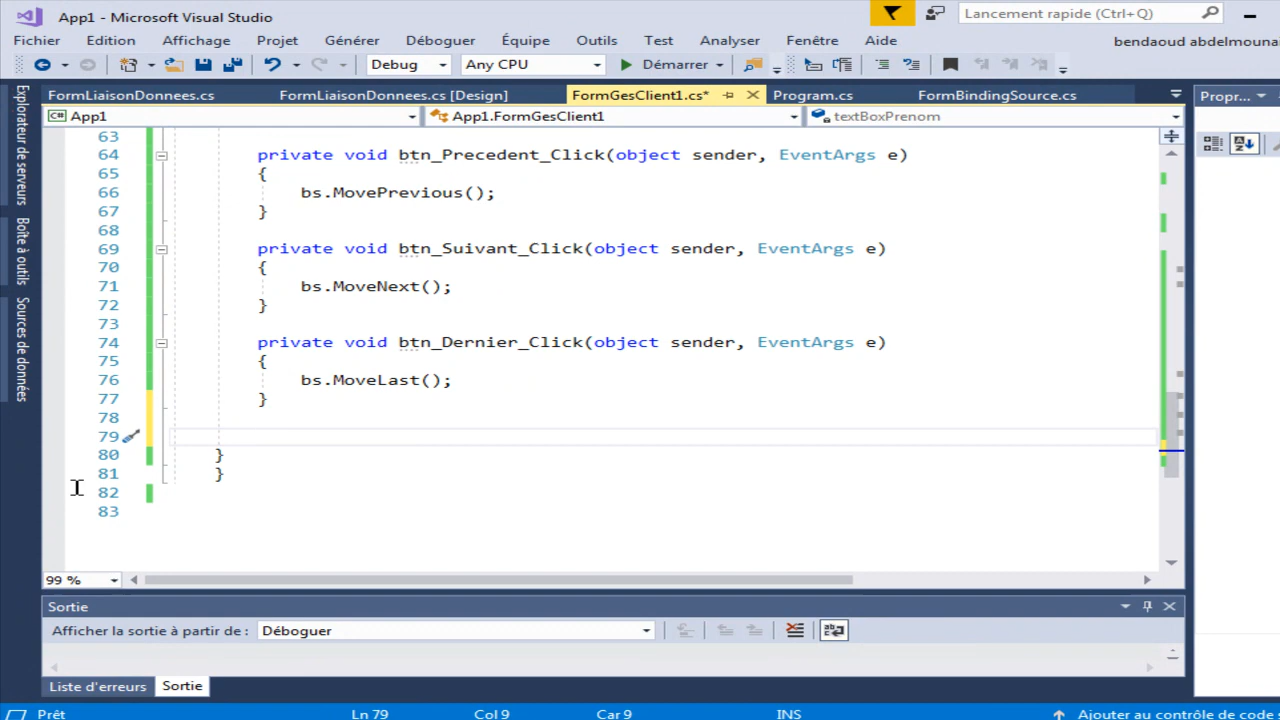 App1 - Microsoft Visual Studio
Lancement rapide (Ctrl+Q)
Fichier Edition Affichage Projet Générer Déboguer Équipe Outils Test Analyser Fenêtre Aide bendaoud abdelmounai
Debug Any CPU Démarrer
FormLiaisonDonnees.cs FormLiaisonDonnees.cs [Design] FormGesClient1.cs* Program.cs FormBindingSource.cs Propr...
App1 App1.FormGesClient1 textBoxPrenom
Explorateur de serveurs
Boîte à outils
Sources de données
63
64 private void btn_Precedent_Click(object sender, EventArgs e)
65 {
66 bs.MovePrevious();
67 }
68
69 private void btn_Suivant_Click(object sender, EventArgs e)
70 {
71 bs.MoveNext();
72 }
73
74 private void btn_Dernier_Click(object sender, EventArgs e)
75 {
76 bs.MoveLast();
77 }
78
79
80 }
81 }
82
83
99 %
Sortie
Afficher la sortie à partir de : Déboguer
Liste d'erreurs Sortie
Prêt Ln 79 Col 9 Car 9 INS Ajouter au contrôle de code s